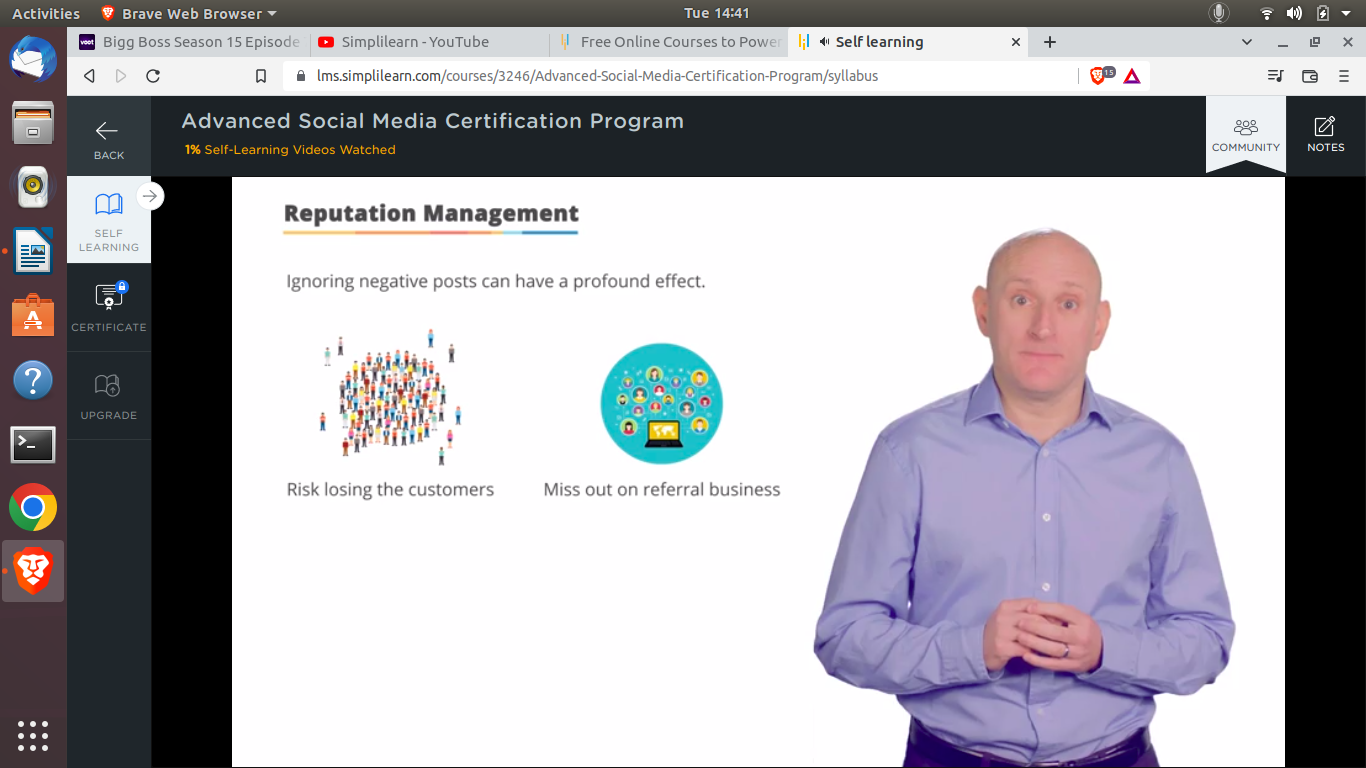 Activities
Brave Web Browser
Tue 14:41
voot
Bigg Boss Season 15 Episode
Simplilearn - YouTube
Free Online Courses to Power
Self learning
lms.simplilearn.com/courses/3246/Advanced-Social-Media-Certification-Program/syllabus
15
BACK
Advanced Social Media Certification Program
1% Self-Learning Videos Watched
COMMUNITY
NOTES
SELF
LEARNING
CERTIFICATE
UPGRADE
Reputation Management
Ignoring negative posts can have a profound effect.
Risk losing the customers
Miss out on referral business